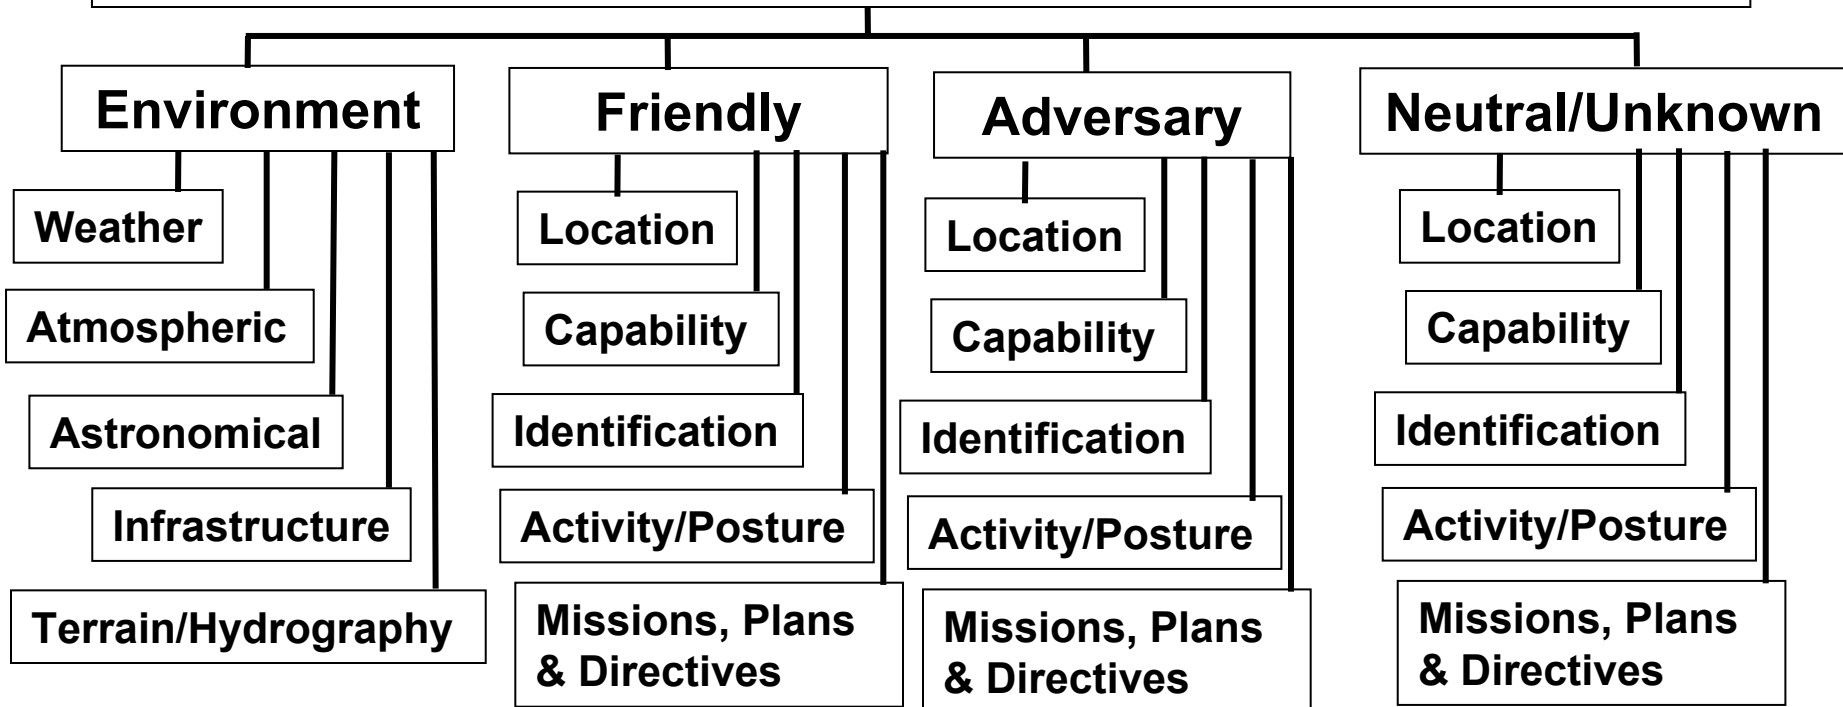 Environment
Weather
Atmospheric
Astronomical
Infrastructure
Terrain/Hydrography
Friendly
Location
Capability
Identification
Activity/Posture
Missions, Plans
& Directives
Adversary
Location
Capability
Identification
Activity/Posture
Missions, Plans
& Directives
Neutral/Unknown
Location
Capability
Identification
Activity/Posture
Missions, Plans
& Directives